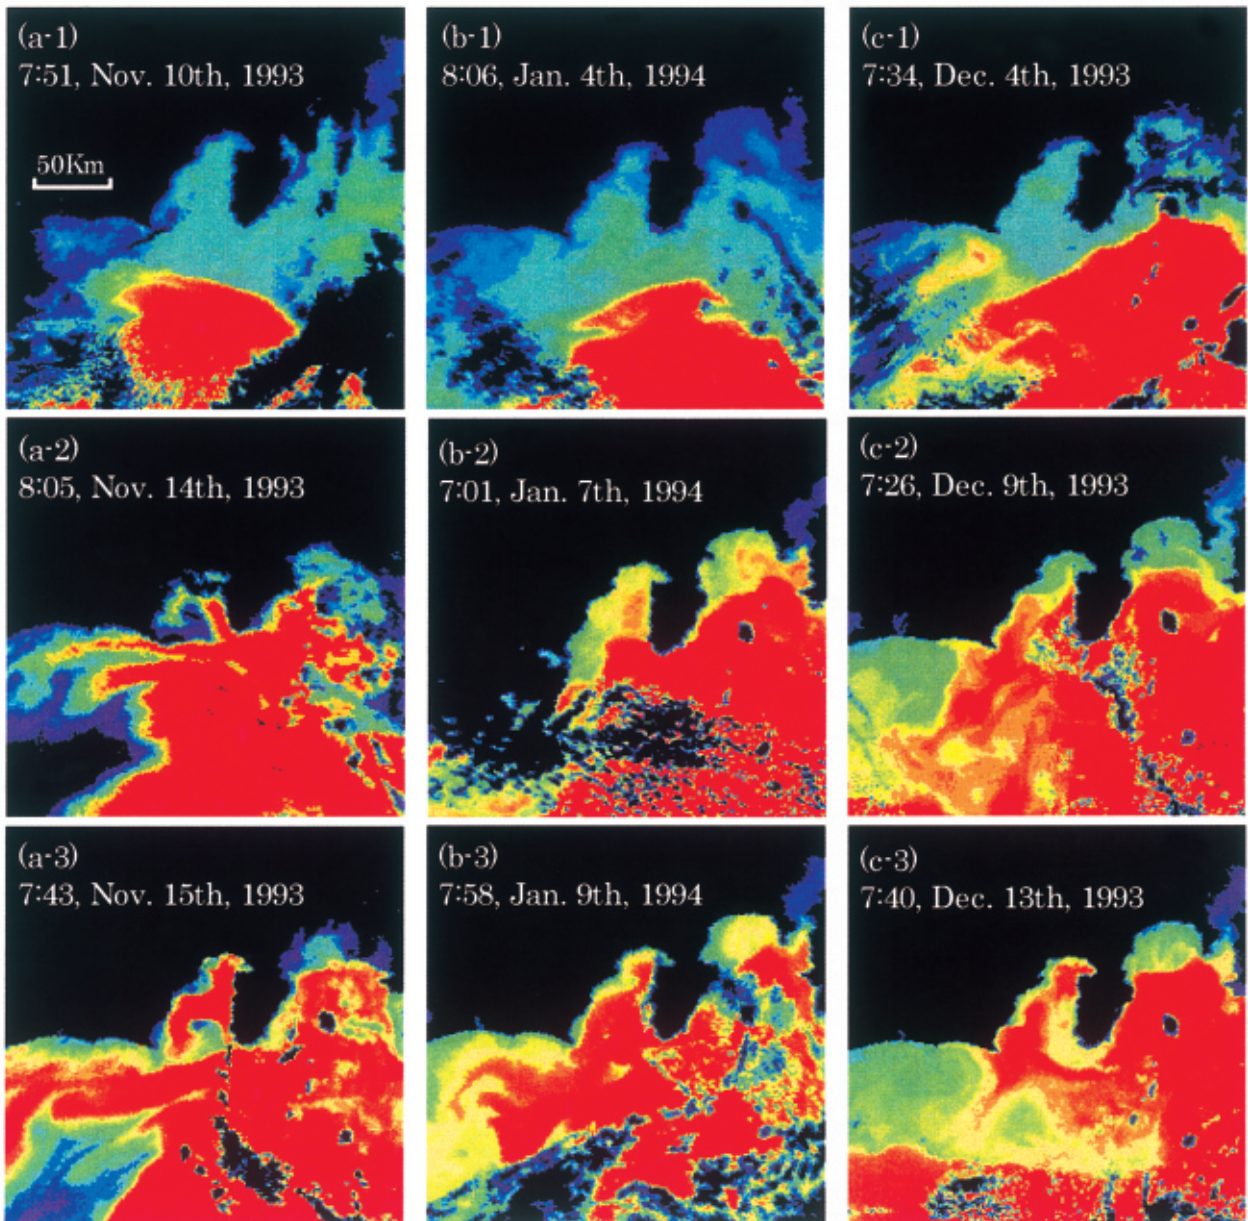 (a-1)
7:51, Nov. 10th, 1993
50Km
(b-1)
8:06, Jan. 4th, 1994
(c-1)
7:34, Dec. 4th, 1993
(a-2)
8:05, Nov. 14th, 1993
(b-2)
7:01, Jan. 7th, 1994
(c-2)
7:26, Dec. 9th, 1993
(a-3)
7:43, Nov. 15th, 1993
(b-3)
7:58, Jan. 9th, 1994
(c-3)
7:40, Dec. 13th, 1993